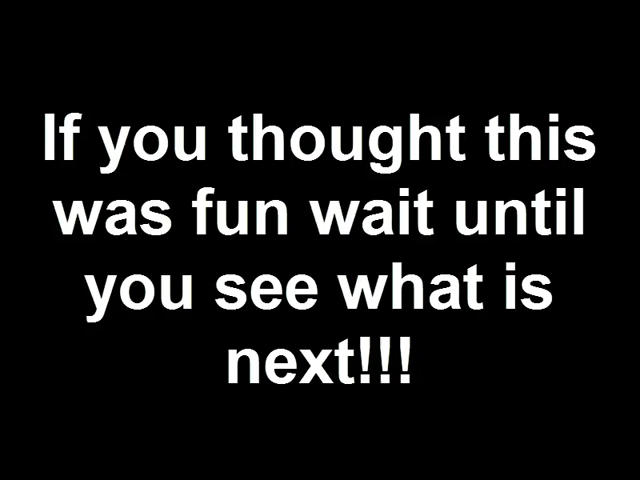 If you thought this
was fun wait until
you see what is
next!!!